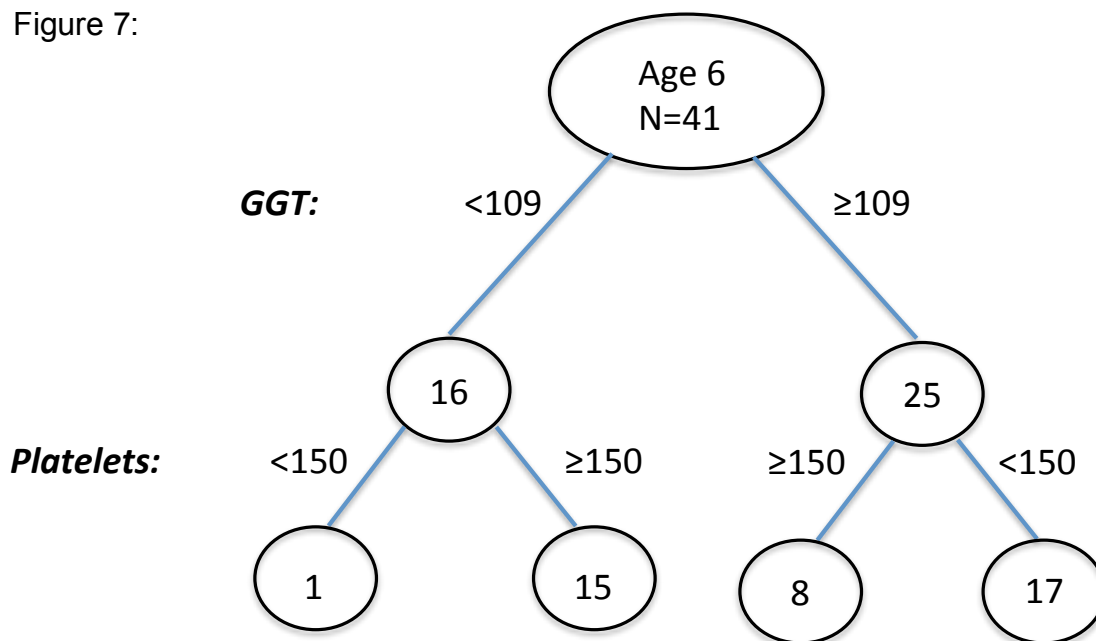 Figure 7:
Age 6
N=41
GGT: <109 ≥109
16 25
Platelets: <150 ≥150 ≥150 <150
1 15 8 17